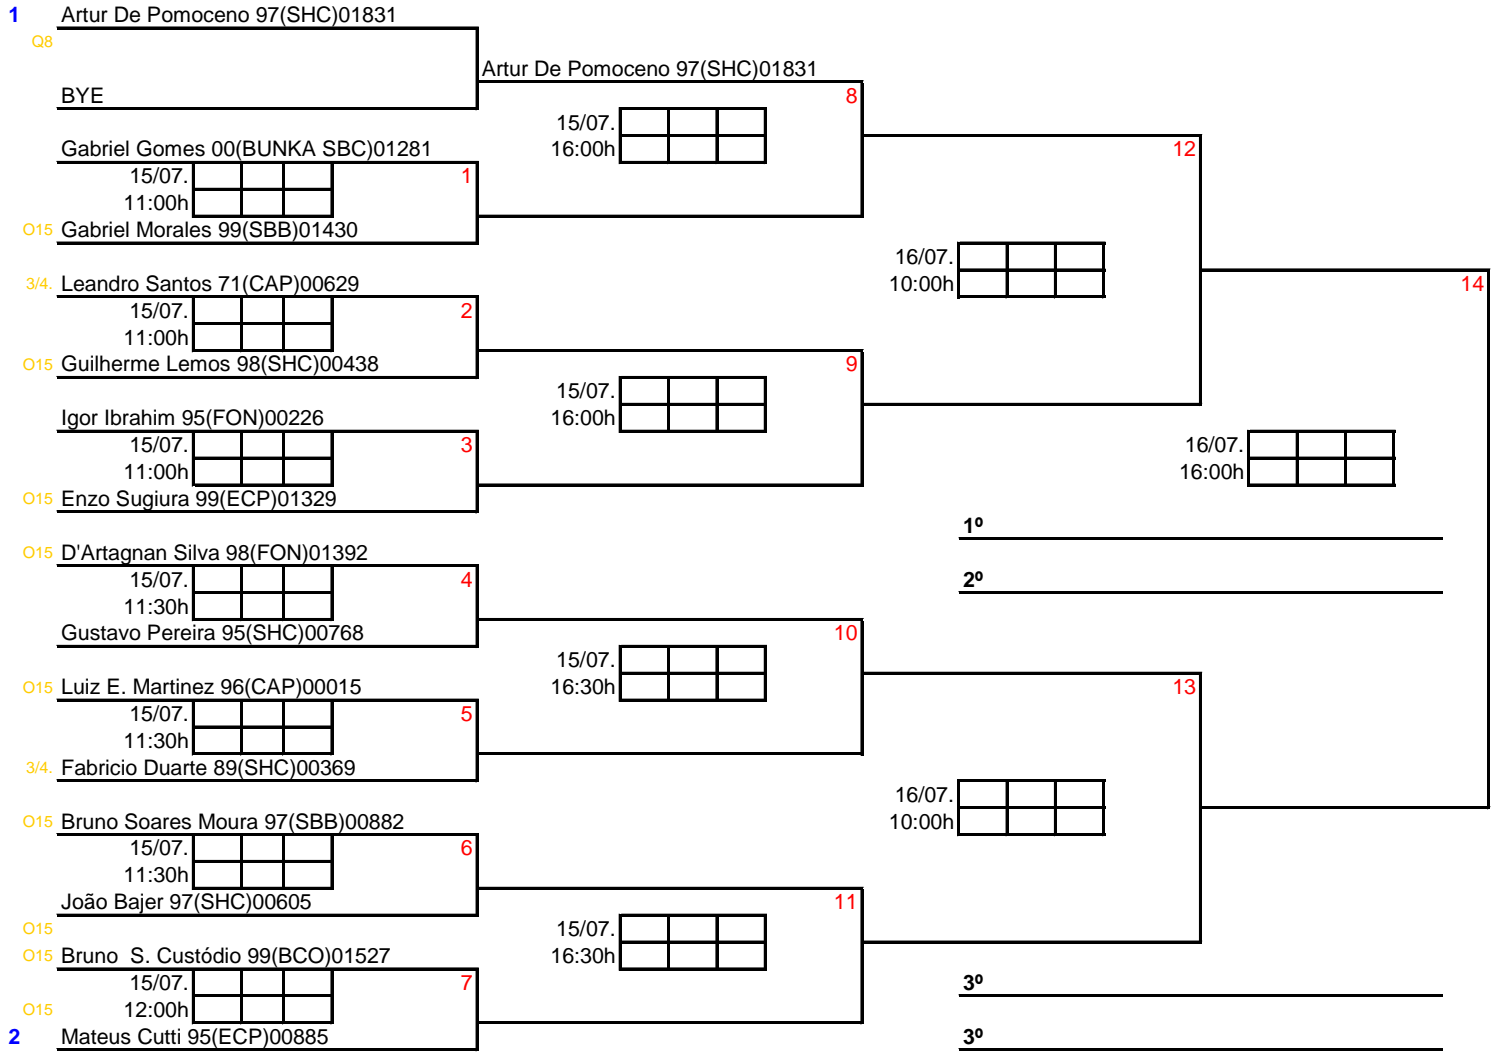 1 Artur De Pomoceno 97(SHC)01831
Q8
Artur De Pomoceno 97(SHC)01831
BYE 8
15/07.
Gabriel Gomes 00(BUNKA SBC)01281 16:00h 12
15/07. 1
11:00h
O15 Gabriel Morales 99(SBB)01430
16/07.
3/4. Leandro Santos 71(CAP)00629 10:00h 14
15/07. 2
11:00h
O15 Guilherme Lemos 98(SHC)00438 9
15/07.
Igor Ibrahim 95(FON)00226 16:00h
15/07. 3 16/07.
11:00h 16:00h
O15 Enzo Sugiura 99(ECP)01329
1º
O15 D'Artagnan Silva 98(FON)01392
15/07. 4 2º
11:30h
Gustavo Pereira 95(SHC)00768 10
15/07.
O15 Luiz E. Martinez 96(CAP)00015 16:30h 13
15/07. 5
11:30h
3/4. Fabricio Duarte 89(SHC)00369
16/07.
O15 Bruno Soares Moura 97(SBB)00882 10:00h
15/07. 6
11:30h
João Bajer 97(SHC)00605 11
O15 15/07.
O15 Bruno S. Custódio 99(BCO)01527 16:30h
15/07. 7 3º
O15 12:00h
2 Mateus Cutti 95(ECP)00885 3º